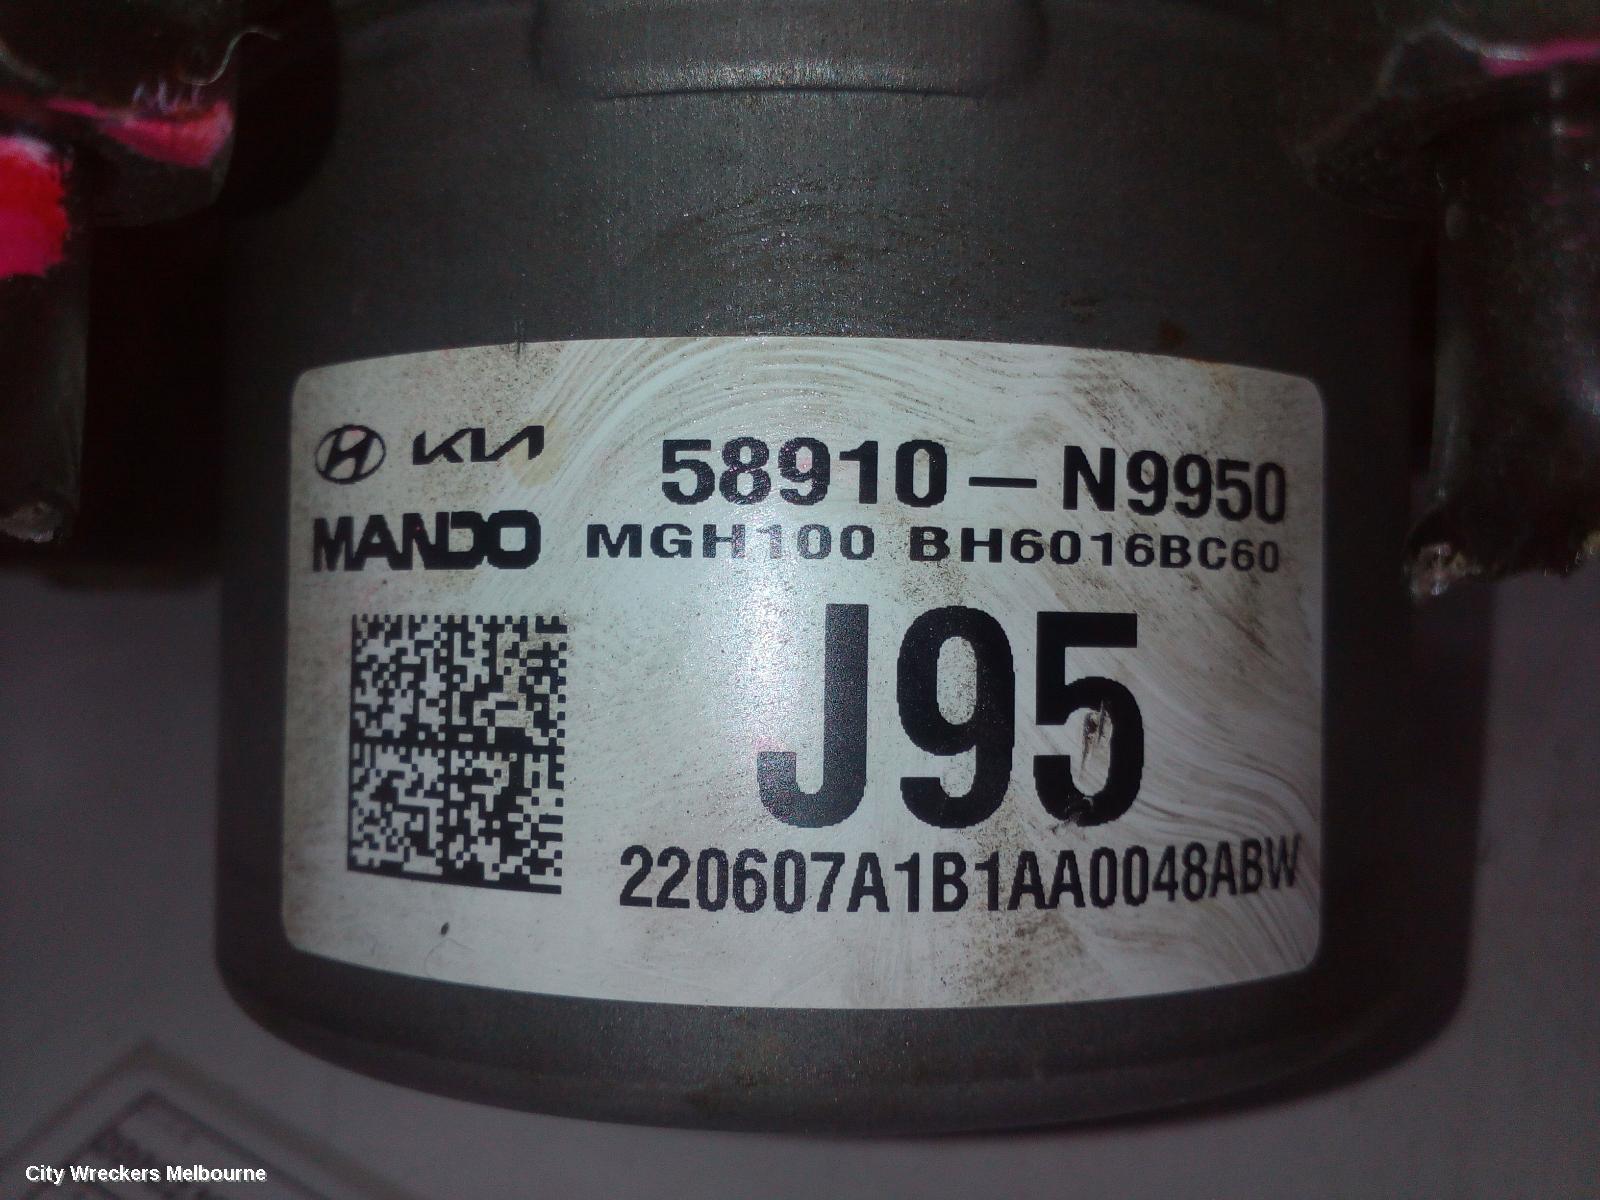 KIA 58910-N9950
MANDO MGH100 BH6016BC60
J95
220607A1B1AA0048ABW
City Wreckers Melbourne